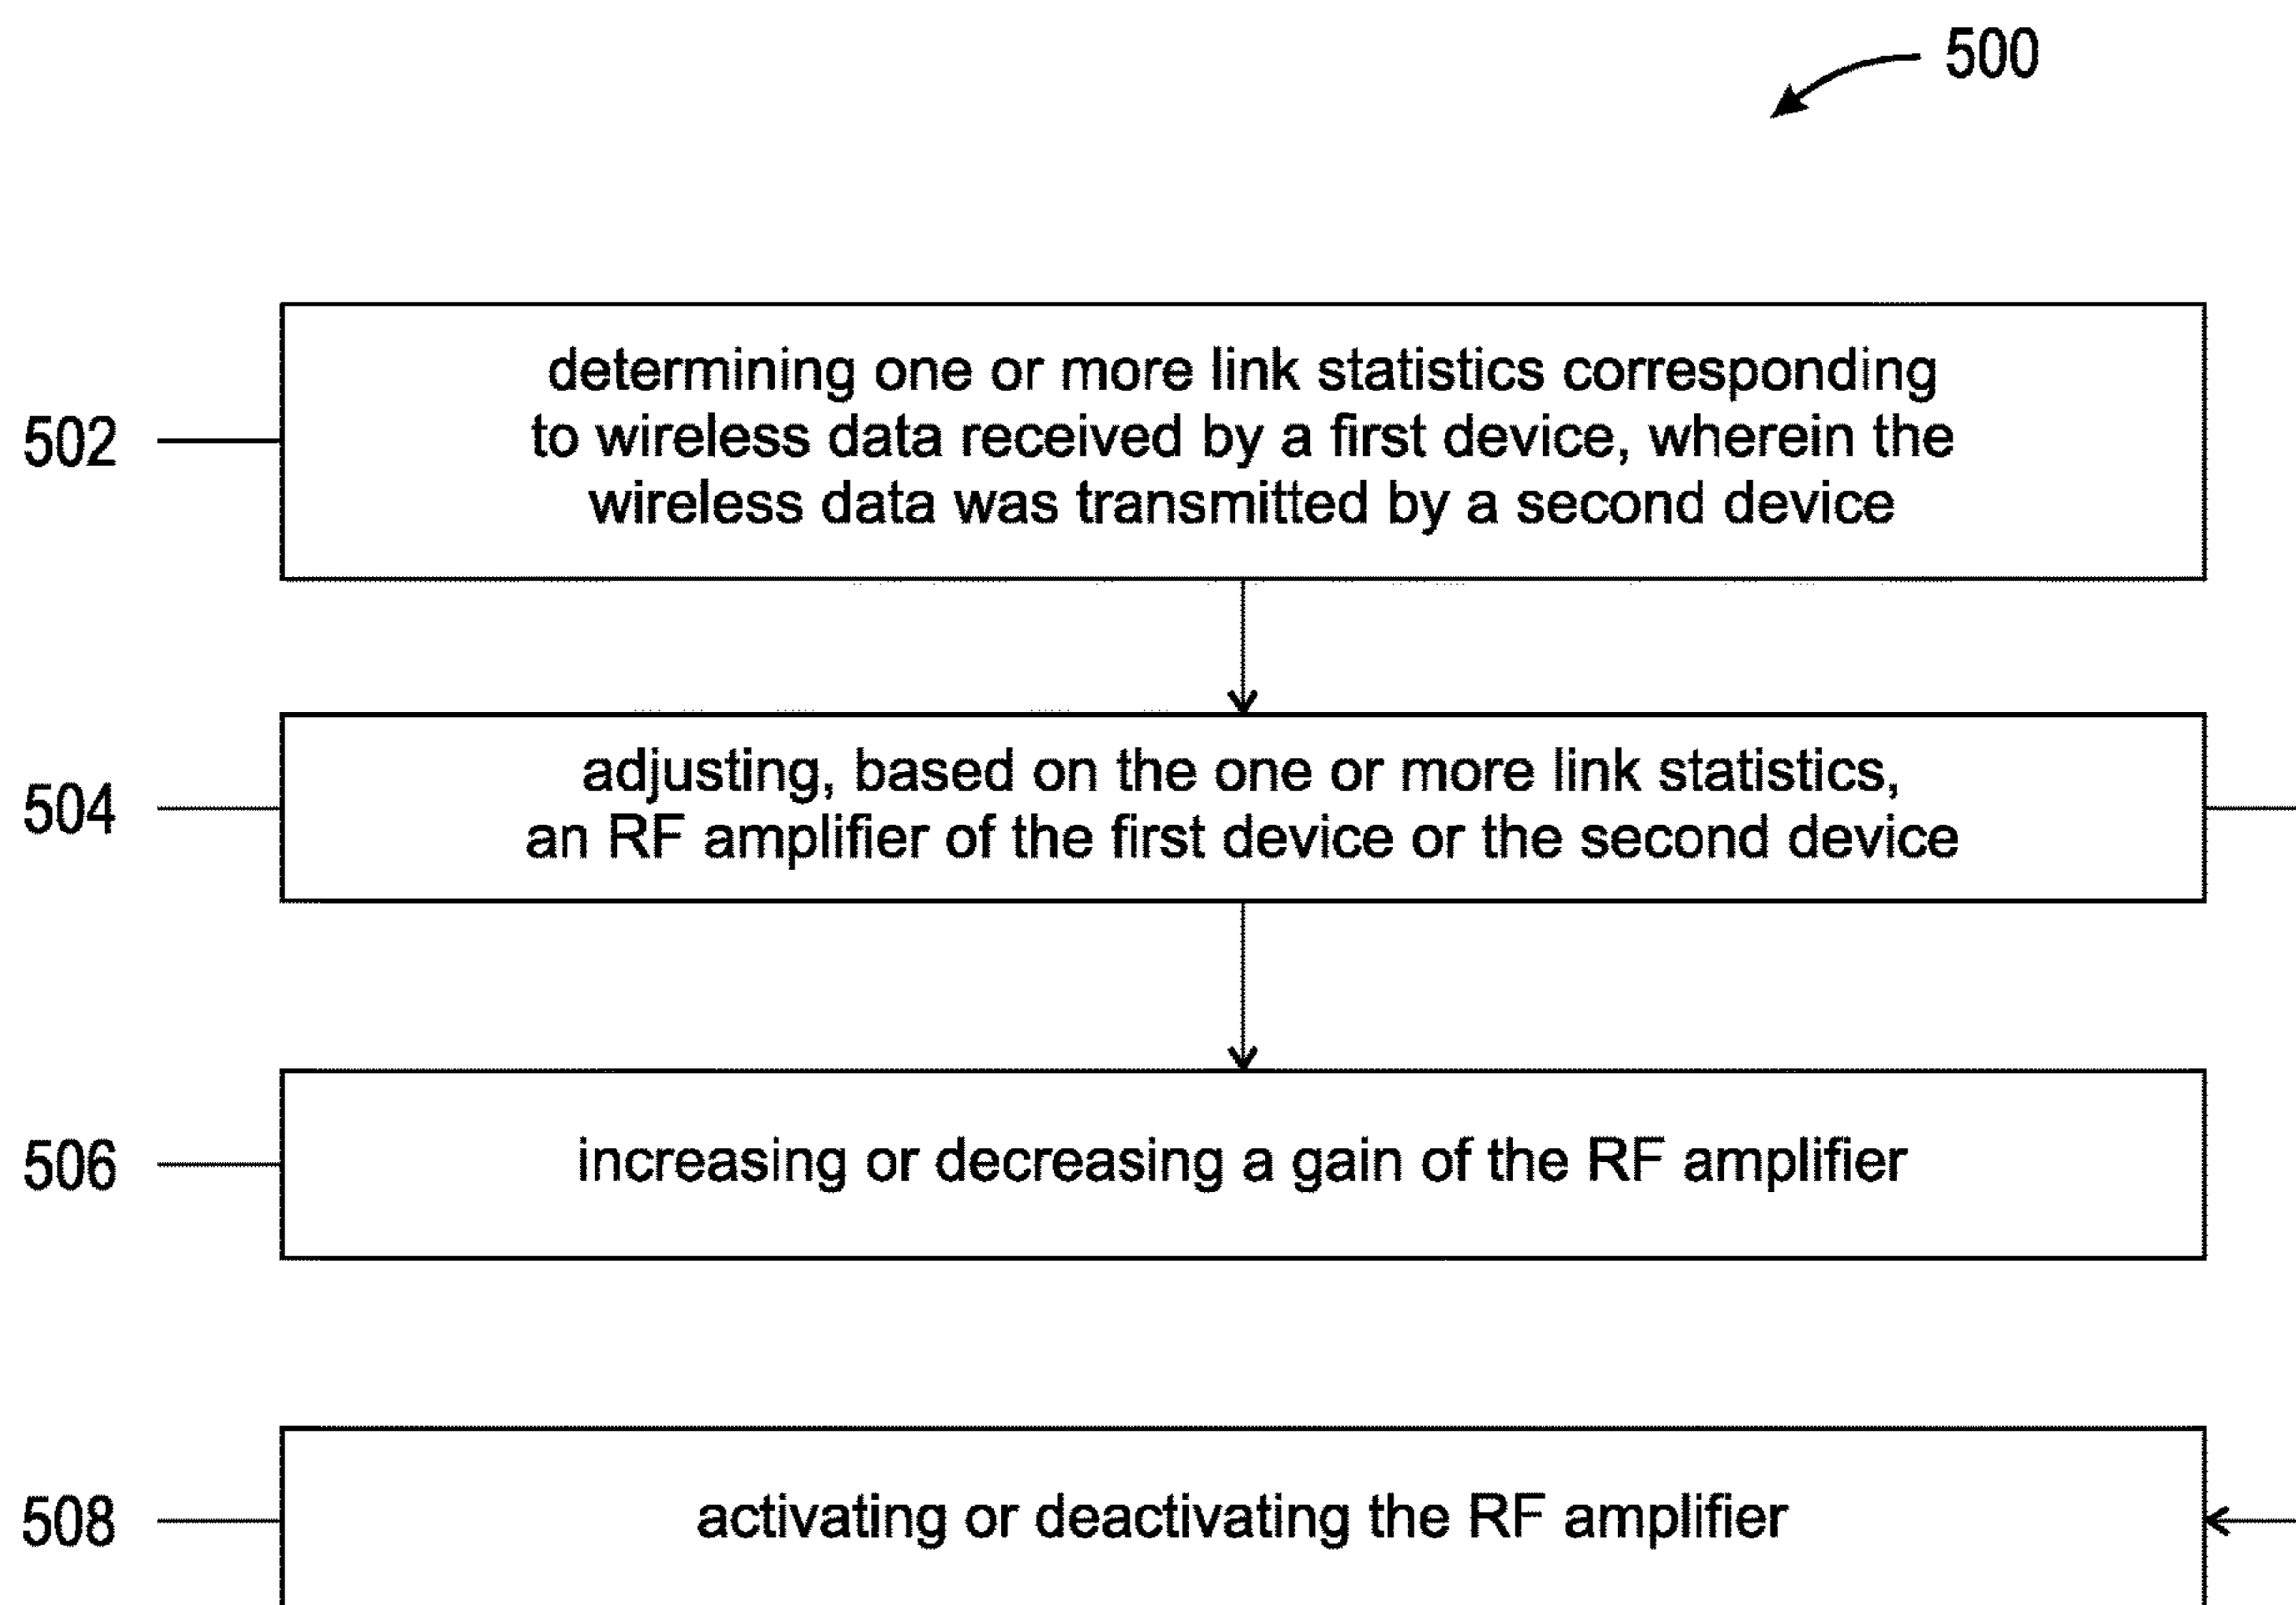 500
502
determining one or more link statistics corresponding
to wireless data received by a first device, wherein the
wireless data was transmitted by a second device
504
adjusting, based on the one or more link statistics,
an RF amplifier of the first device or the second device
506
increasing or decreasing a gain of the RF amplifier
508
activating or deactivating the RF amplifier